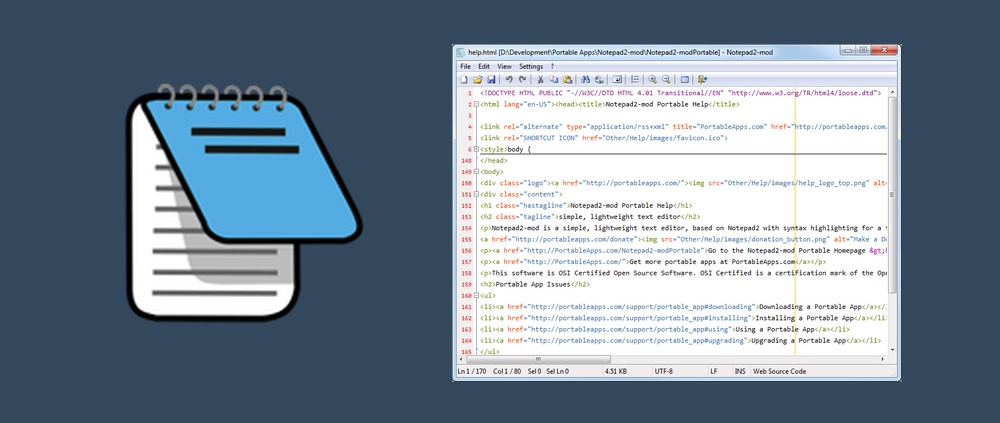 help.html [D:\Development\Portable Apps\Notepad2-mod\Notepad2-modPortable] - Notepad2-mod
File Edit View Settings ?
1 <!DOCTYPE HTML PUBLIC "-//W3C//DTD HTML 4.01 Transitional//EN" "http://www.w3.org/TR/html4/loose.dtd">
2 <html lang="en-US"><head><title>Notepad2-mod Portable Help</title>
3
4 <link rel="alternate" type="application/rss+xml" title="PortableApps.com" href="http://portableapps.com.
5 <link rel="SHORTCUT ICON" href="Other/Help/images/favicon.ico">
6 <style>body {
148 </head>
149 <body>
150 <div class="logo"><a href="http://portableapps.com/"><img src="Other/Help/images/help_logo_top.png" alt=
151 <div class="content">
152 <h1 class="hastagline">Notepad2-mod Portable Help</h1>
153 <h2 class="tagline">simple, lightweight text editor</h2>
154 <p>Notepad2-mod is a simple, lightweight text editor, based on Notepad2 with syntax highlighting for a
155 <a href="http://portableapps.com/donate"><img src="Other/Help/images/donation_button.png" alt="Make a Do
156 <p><a href="http://portableapps.com/Notepad2-modPortable">Go to the Notepad2-mod Portable Homepage &gt;
157 <p><a href="http://PortableApps.com/">Get more portable apps at PortableApps.com</a></p>
158 <p>This software is OSI Certified Open Source Software. OSI Certified is a certification mark of the Ope
159 <h2>Portable App Issues</h2>
160 <ul>
161 <li><a href="http://portableapps.com/support/portable_app#downloading">Downloading a Portable App</a></
162 <li><a href="http://portableapps.com/support/portable_app#installing">Installing a Portable App</a></li
163 <li><a href="http://portableapps.com/support/portable_app#using">Using a Portable App</a></li>
164 <li><a href="http://portableapps.com/support/portable_app#upgrading">Upgrading a Portable App</a></li>
165 </ul>
Ln 1 / 170 Col 1 / 80 Sel 0 Sel Ln 0 4.51 KB UTF-8 LF INS Web Source Code